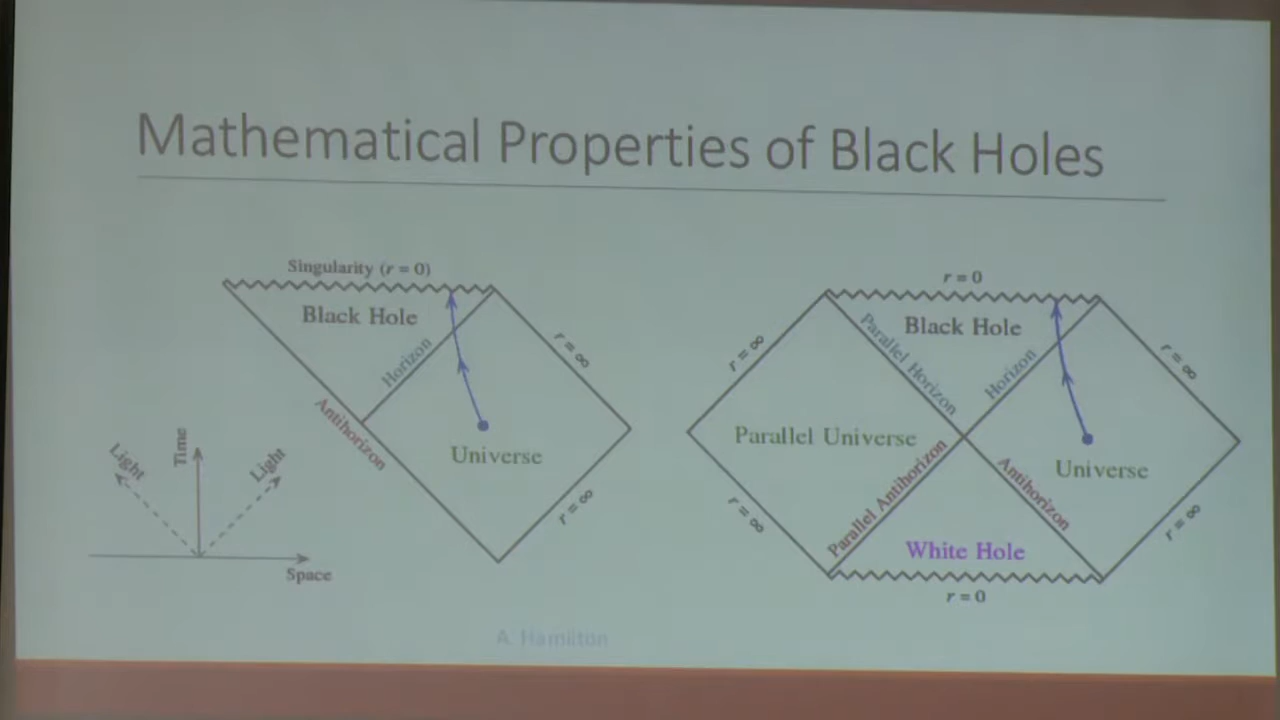 Mathematical Properties of Black Holes
Singularity (r = 0)
Black Hole
Horizon
r = ∞
Antihorizon
Universe
r = ∞
Light
Time
Light
Space
r = 0
Black Hole
Parallel Horizon
Horizon
r = ∞
r = ∞
Parallel Universe
Universe
Parallel Antihorizon
Antihorizon
r = ∞
r = ∞
White Hole
r = 0
A. Hamilton